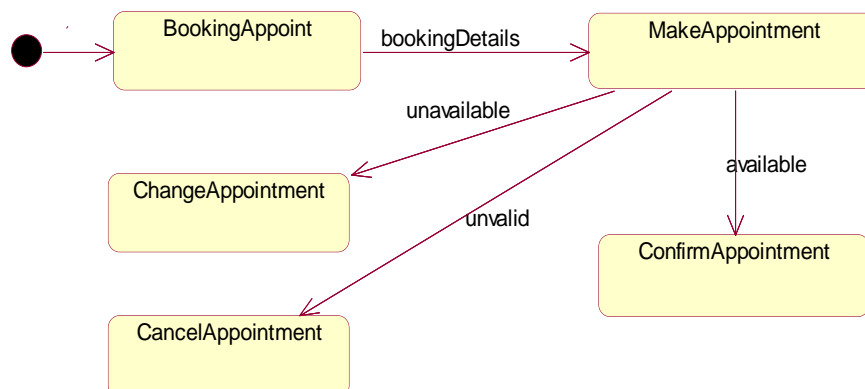 BookingAppoint
bookingDetails
MakeAppointment
unavailable
ChangeAppointment
available
unvalid
ConfirmAppointment
CancelAppointment